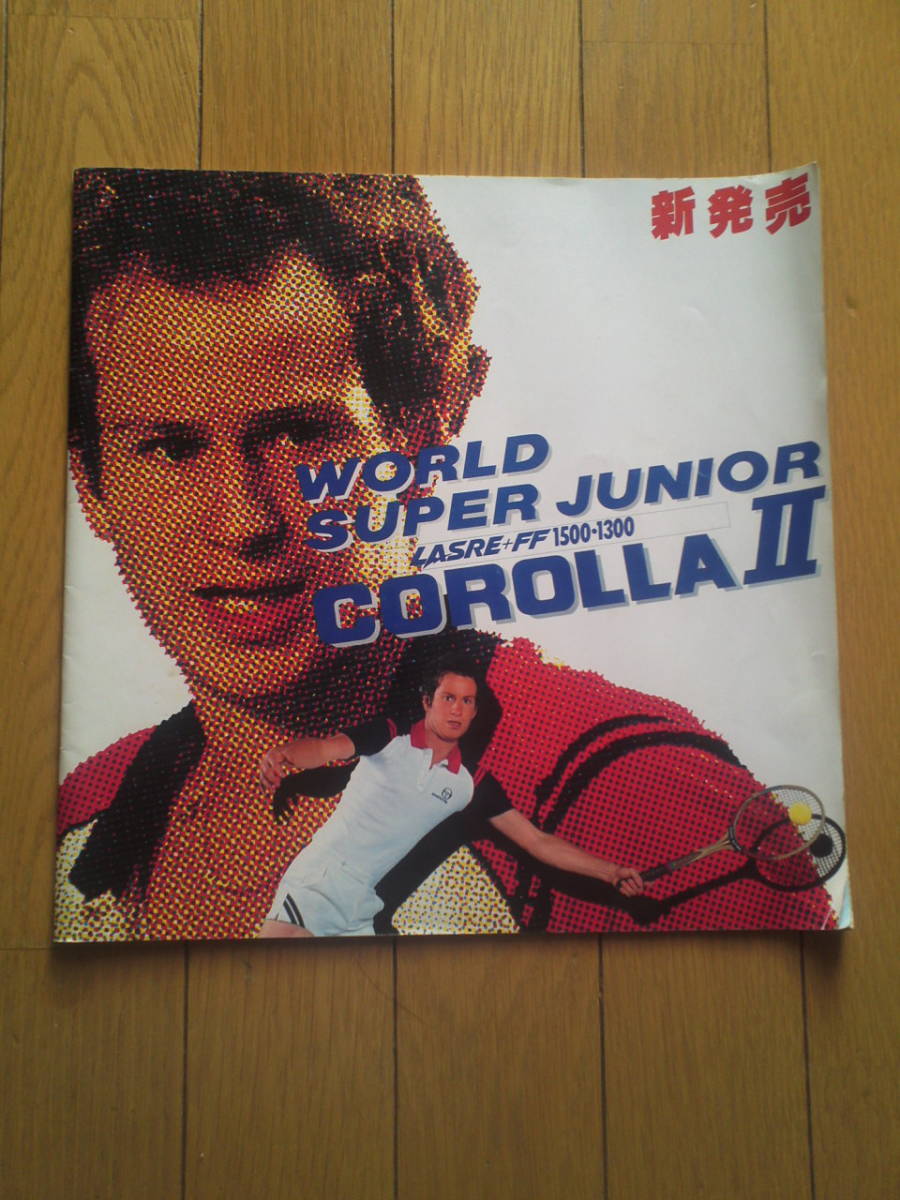 新発売
WORLD
SUPER JUNIOR
LASRE+FF 1500・1300
COROLLA II